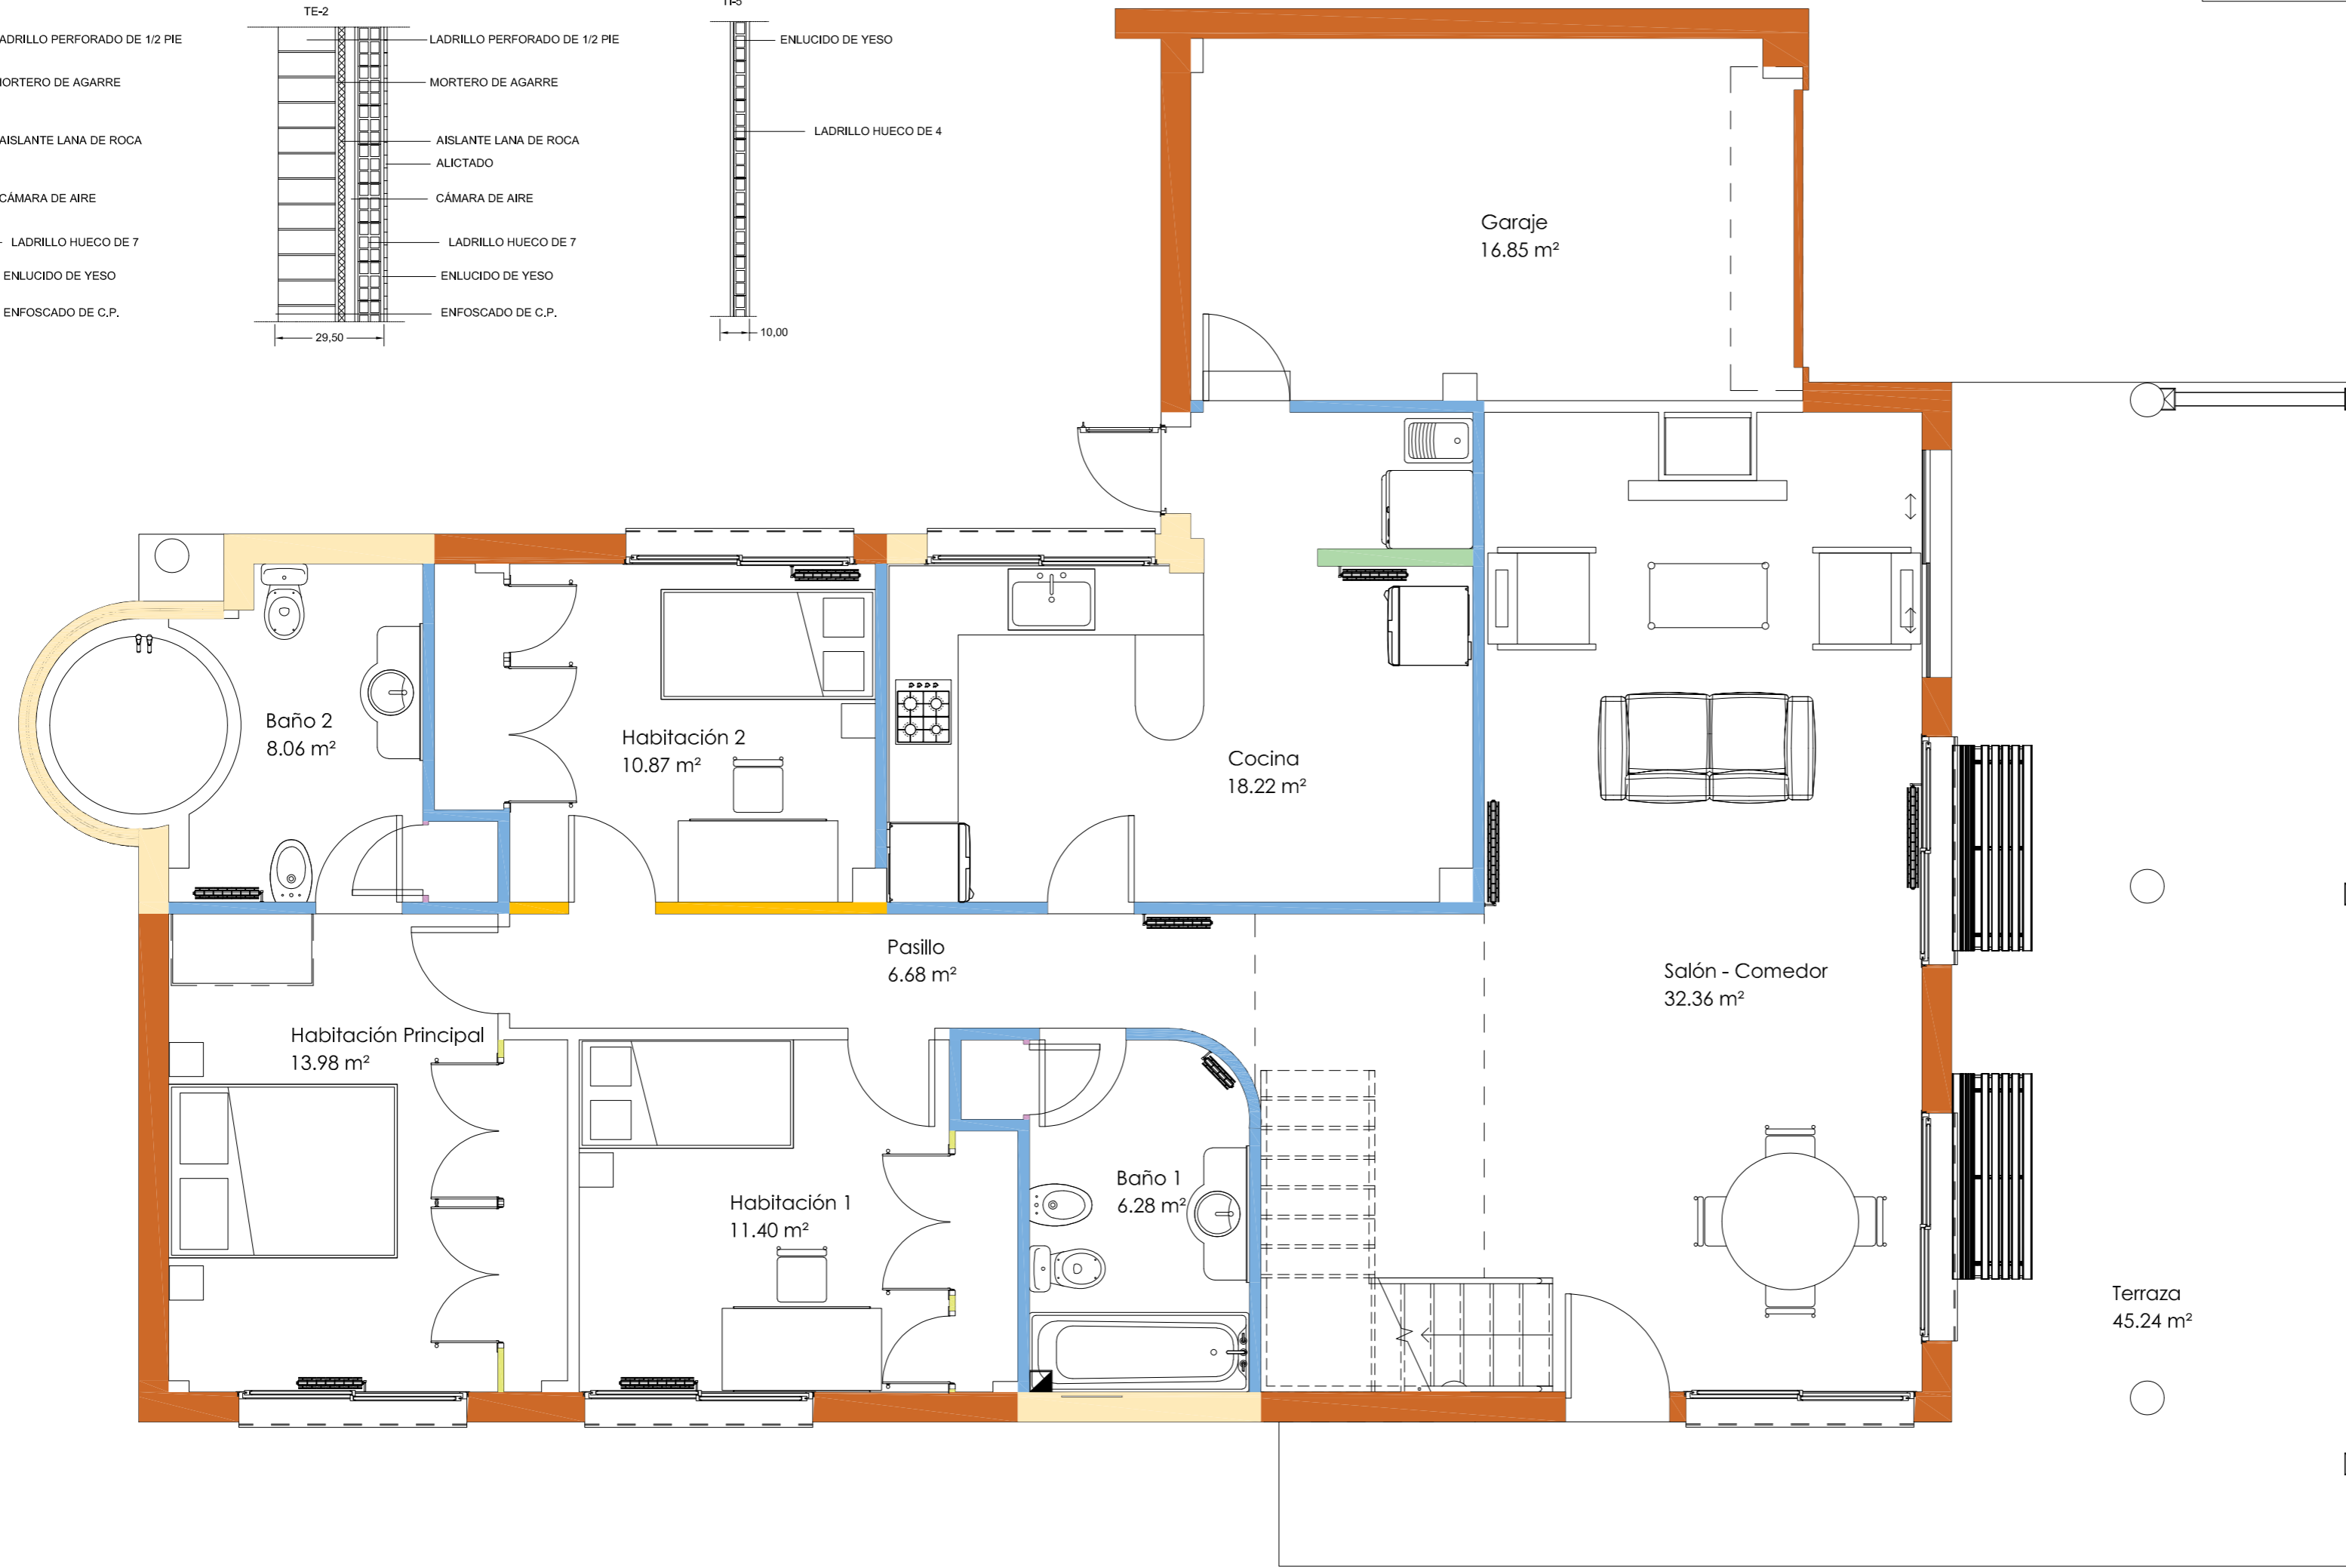 TE-2
LADRILLO PERFORADO DE 1/2 PIE
MORTERO DE AGARRE
AISLANTE LANA DE ROCA
CÁMARA DE AIRE
LADRILLO HUECO DE 7
ENLUCIDO DE YESO
ENFOSCADO DE C.P.
LADRILLO PERFORADO DE 1/2 PIE
MORTERO DE AGARRE
AISLANTE LANA DE ROCA
ALICTADO
CÁMARA DE AIRE
LADRILLO HUECO DE 7
ENLUCIDO DE YESO
ENFOSCADO DE C.P.
29,50
TI-5
ENLUCIDO DE YESO
LADRILLO HUECO DE 4
10,00
Garaje
16.85 m²
Baño 2
8.06 m²
Habitación 2
10.87 m²
Cocina
18.22 m²
Pasillo
6.68 m²
Salón - Comedor
32.36 m²
Habitación Principal
13.98 m²
Habitación 1
11.40 m²
Baño 1
6.28 m²
Terraza
45.24 m²